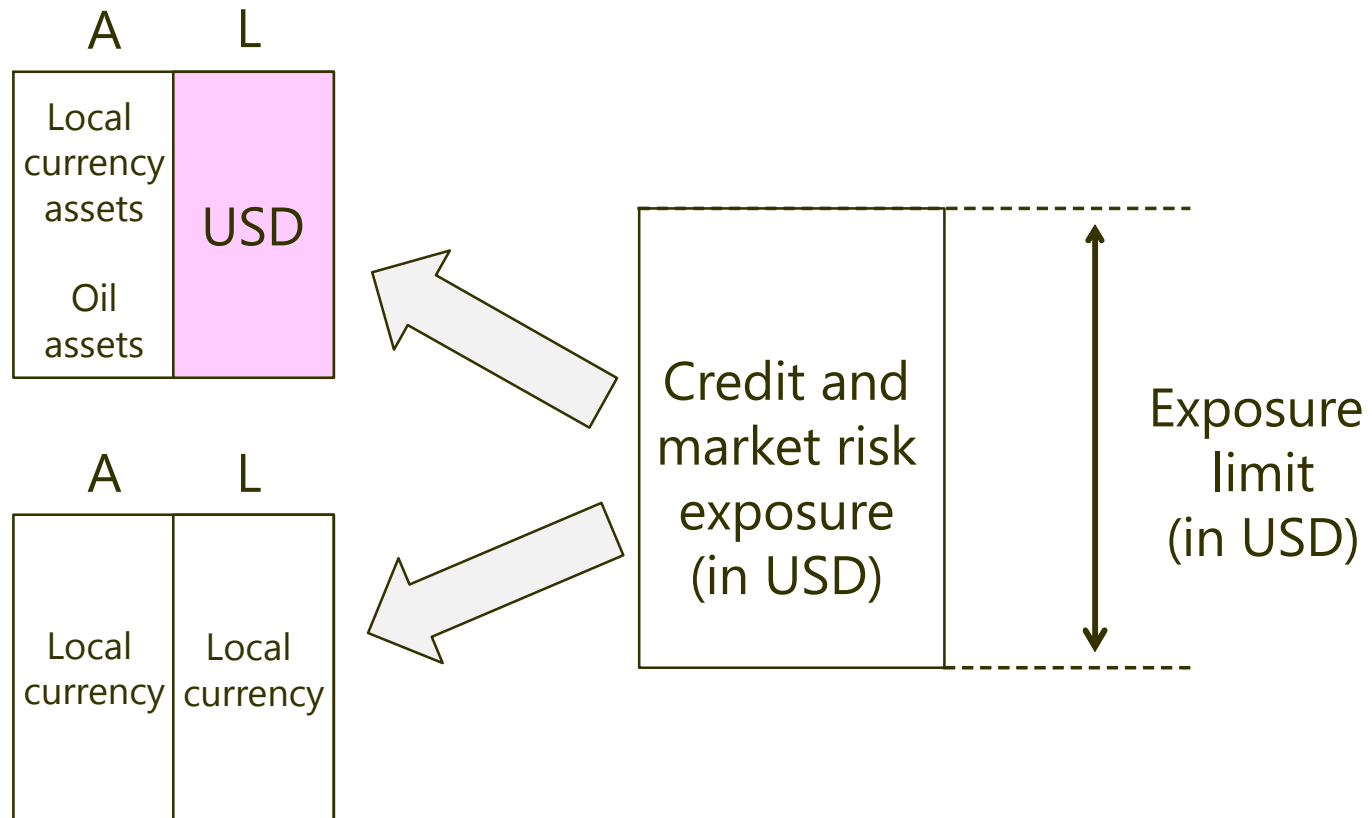 A L
Local
currency
assets
Oil
assets
USD
A L
Local
currency
Local
currency
Credit and
market risk
exposure
(in USD)
Exposure
limit
(in USD)